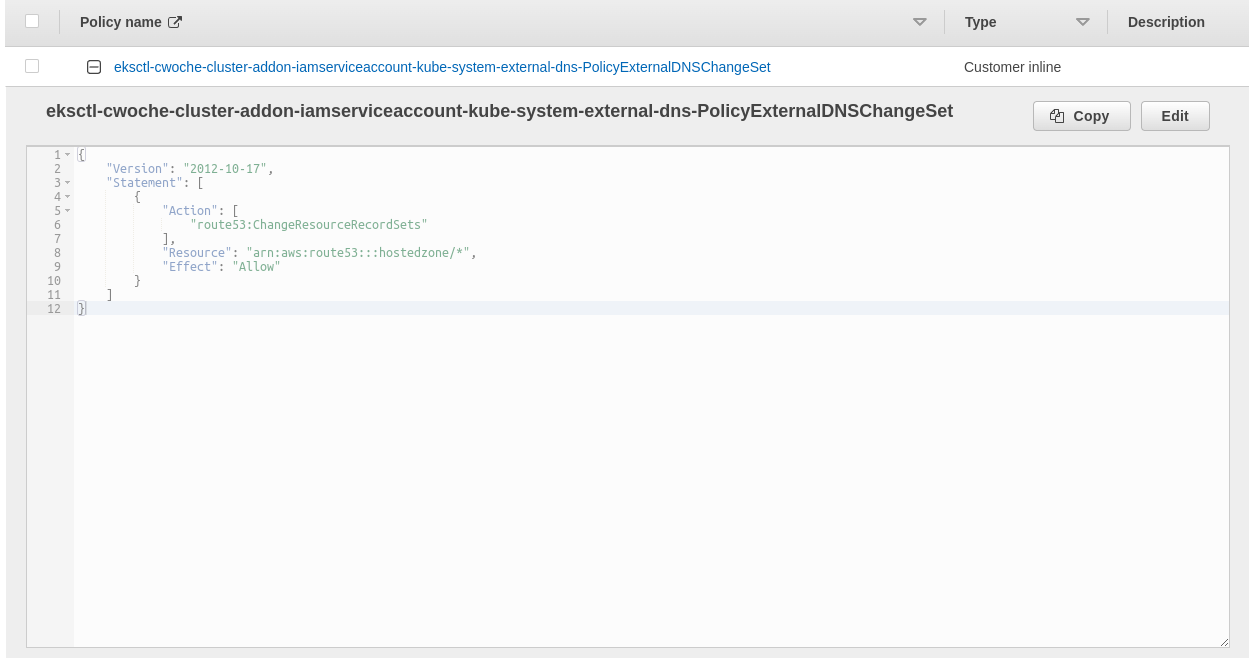 Policy name Type Description
eksctl-cwoche-cluster-addon-iamserviceaccount-kube-system-external-dns-PolicyExternalDNSChangeSet Customer inline
eksctl-cwoche-cluster-addon-iamserviceaccount-kube-system-external-dns-PolicyExternalDNSChangeSet Copy Edit
1 {
2 "Version": "2012-10-17",
3 "Statement": [
4 {
5 "Action": [
6 "route53:ChangeResourceRecordSets"
7 ],
8 "Resource": "arn:aws:route53:::hostedzone/*",
9 "Effect": "Allow"
10 }
11 ]
12 }